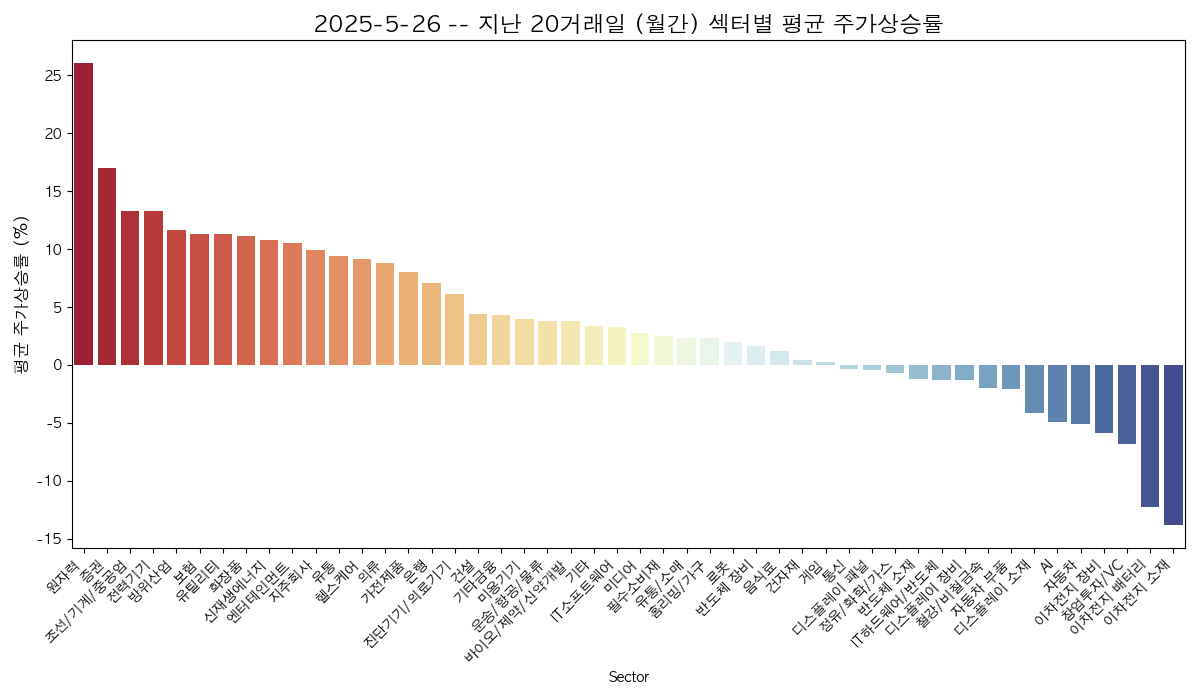 2025-5-26 -- 지난 20거래일 (월간) 섹터별 평균 주가상승률
평균 주가상승률 (%)
25
20
15
10
5
0
-5
-10
-15
원자력
증권
조선/기계/중공업
전력기기
방위산업
보험
유틸리티
화장품
신재생에너지
엔터테인먼트
지주회사
유통
헬스케어
의류
가전제품
은행
진단기기/의료기기
건설
기타금융
미용기기
운송/항공/물류
바이오/제약/신약개발
기타
IT소프트웨어
미디어
필수소비재
유통/소매
홈리빙/가구
로봇
반도체 장비
음식료
건자재
게임
통신
디스플레이 패널
정유/화학/가스
반도체 소재
IT하드웨어/반도체
디스플레이 장비
철강/비철금속
자동차 부품
디스플레이 소재
AI
자동차
이차전지 장비
창업투자/VC
이차전지 배터리
이차전지 소재
Sector